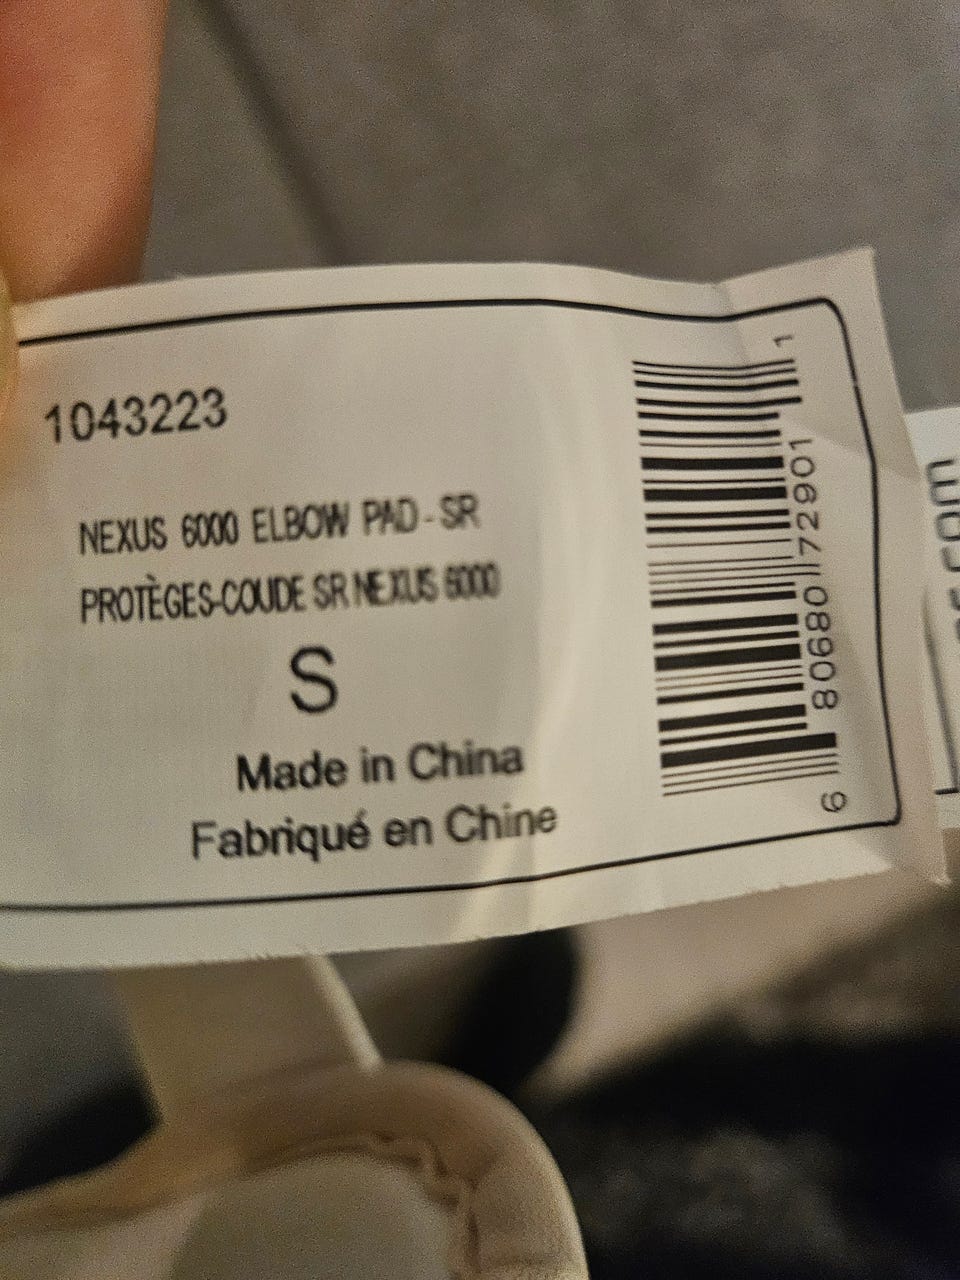 1043223
NEXUS 6000 ELBOW PAD - SR
PROTÈGES-COUDE SR NEXUS 6000
S
Made in China
Fabriqué en Chine
6 80680 72901 1